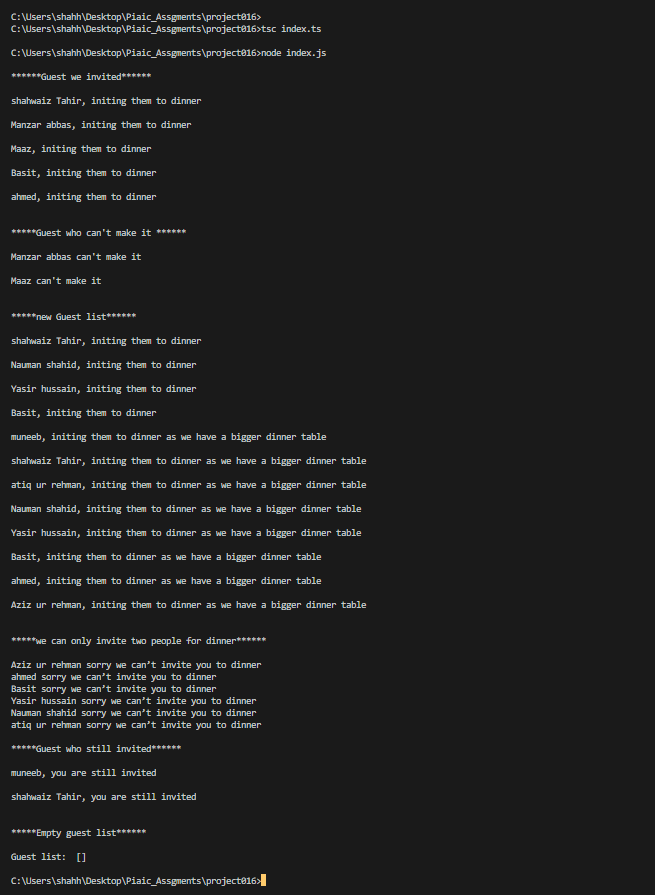 C:\Users\shahh\Desktop\Piaic_Assgments\project016>
C:\Users\shahh\Desktop\Piaic_Assgments\project016>tsc index.ts
C:\Users\shahh\Desktop\Piaic_Assgments\project016>node index.js
******Guest we invited******
shahwaiz Tahir, initing them to dinner
Manzar abbas, initing them to dinner
Maaz, initing them to dinner
Basit, initing them to dinner
ahmed, initing them to dinner
*****Guest who can't make it ******
Manzar abbas can't make it
Maaz can't make it
*****new Guest list******
shahwaiz Tahir, initing them to dinner
Nauman shahid, initing them to dinner
Yasir hussain, initing them to dinner
Basit, initing them to dinner
muneeb, initing them to dinner as we have a bigger dinner table
shahwaiz Tahir, initing them to dinner as we have a bigger dinner table
atiq ur rehman, initing them to dinner as we have a bigger dinner table
Nauman shahid, initing them to dinner as we have a bigger dinner table
Yasir hussain, initing them to dinner as we have a bigger dinner table
Basit, initing them to dinner as we have a bigger dinner table
ahmed, initing them to dinner as we have a bigger dinner table
Aziz ur rehman, initing them to dinner as we have a bigger dinner table
*****we can only invite two people for dinner******
Aziz ur rehman sorry we can’t invite you to dinner
ahmed sorry we can’t invite you to dinner
Basit sorry we can’t invite you to dinner
Yasir hussain sorry we can’t invite you to dinner
Nauman shahid sorry we can’t invite you to dinner
atiq ur rehman sorry we can’t invite you to dinner
*****Guest who still invited******
muneeb, you are still invited
shahwaiz Tahir, you are still invited
*****Empty guest list******
Guest list:  []
C:\Users\shahh\Desktop\Piaic_Assgments\project016>